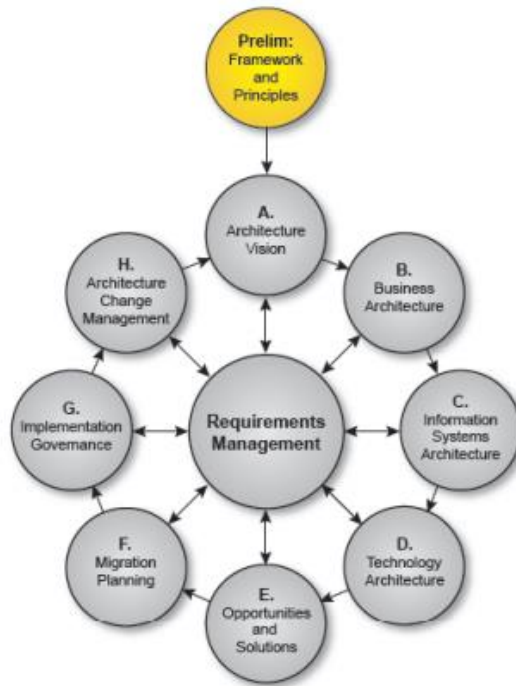 Prelim:
Framework
and
Principles
A.
Architecture
Vision
B.
Business
Architecture
C.
Information
Systems
Architecture
D.
Technology
Architecture
E.
Opportunities
and
Solutions
F.
Migration
Planning
G.
Implementation
Governance
H.
Architecture
Change
Management
Requirements
Management